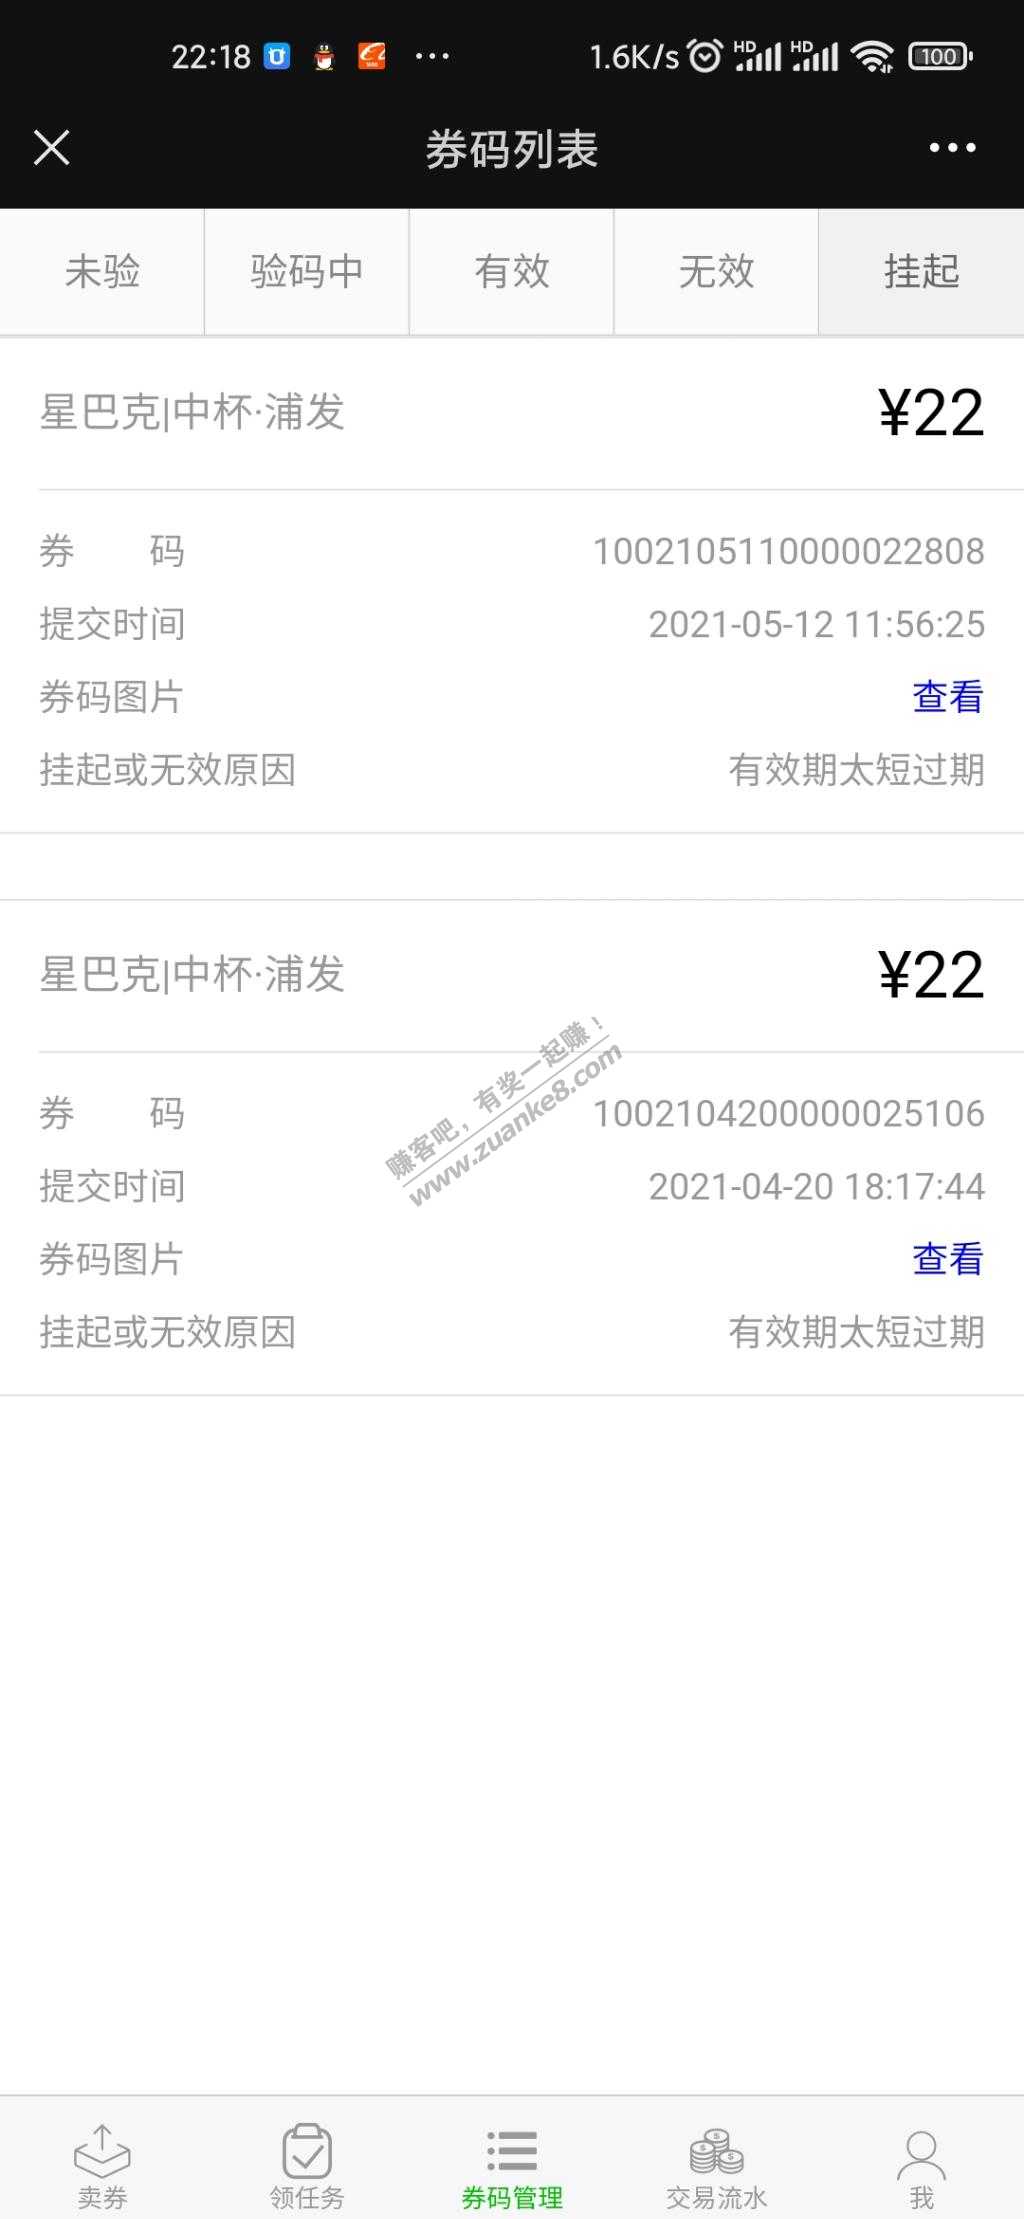 22:18 1.6K/s HD HD 100
券码列表
未验 验码中 有效 无效 挂起
星巴克|中杯·浦发 ¥22
券 码 1002105110000022808
提交时间 2021-05-12 11:56:25
券码图片 查看
挂起或无效原因 有效期太短过期
星巴克|中杯·浦发 ¥22
赚客吧，有奖一起赚！
www.zuanke8.com
券 码 1002104200000025106
提交时间 2021-04-20 18:17:44
券码图片 查看
挂起或无效原因 有效期太短过期
卖券 领任务 券码管理 交易流水 我